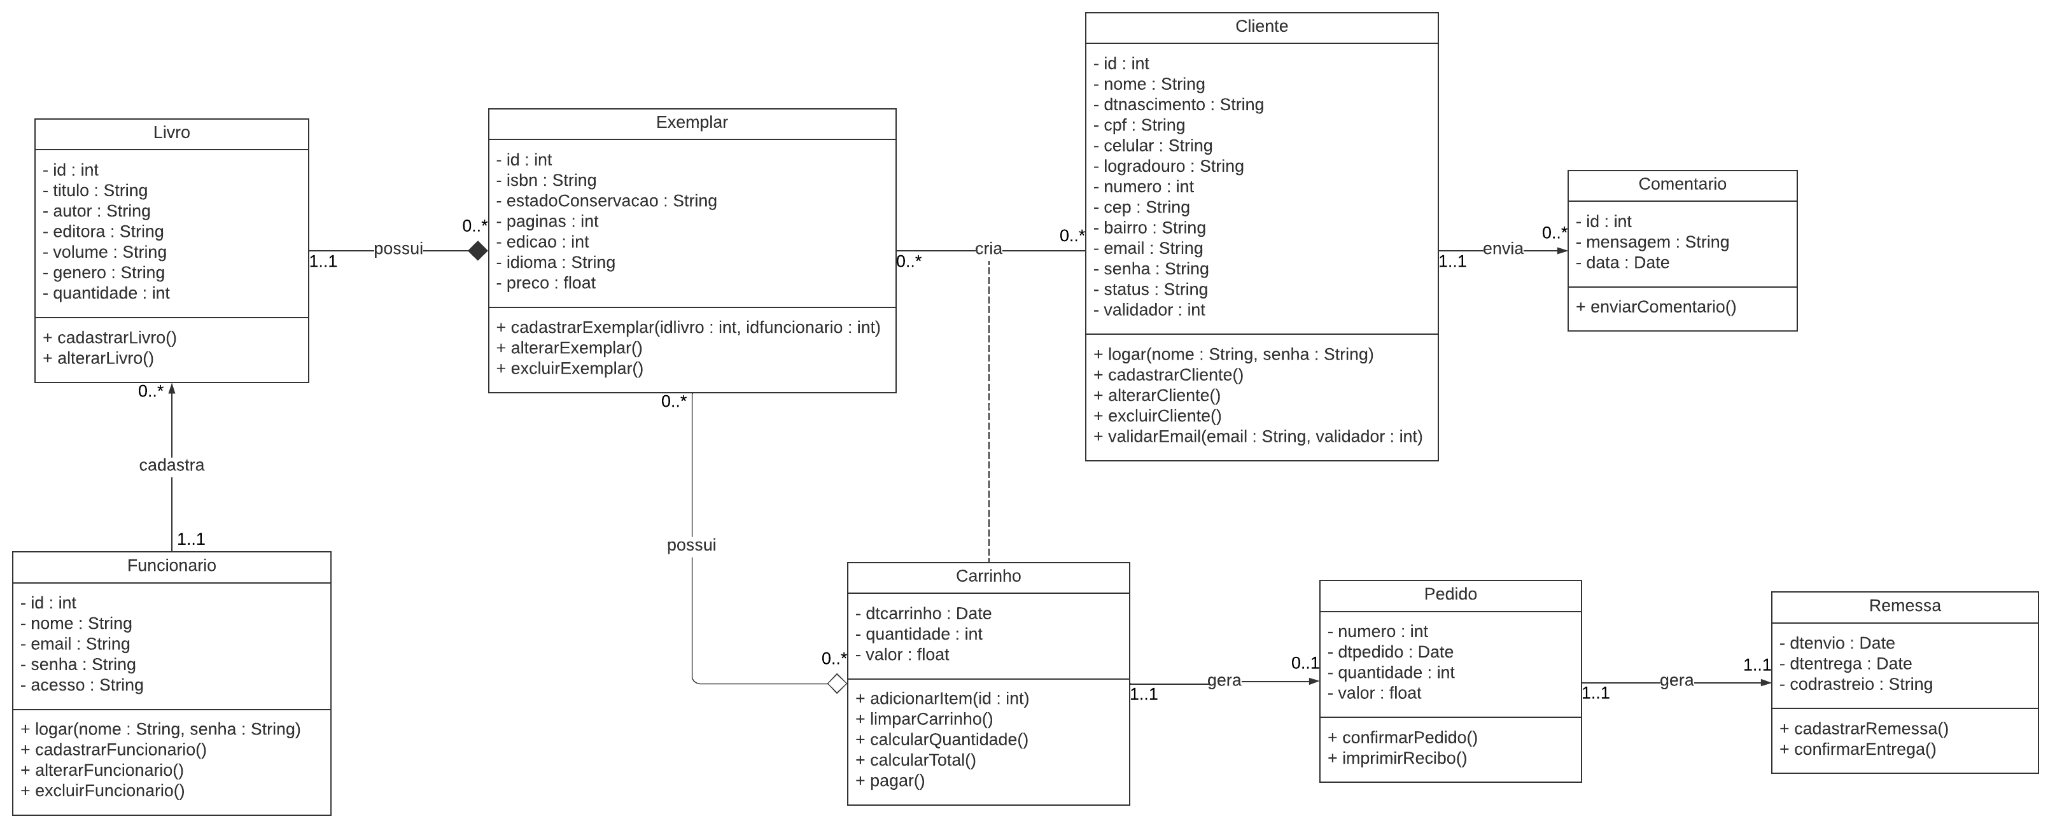 Livro
- id : int
- titulo : String
- autor : String
- editora : String
- volume : String
- genero : String
- quantidade : int
+ cadastrarLivro()
+ alterarLivro()
1..1
possui
0..*
Exemplar
- id : int
- isbn : String
- estadoConservacao : String
- paginas : int
- edicao : int
- idioma : String
- preco : float
+ cadastrarExemplar(idlivro : int, idfuncionario : int)
+ alterarExemplar()
+ excluirExemplar()
0..*
cria
0..*
Cliente
- id : int
- nome : String
- dtnascimento : String
- cpf : String
- celular : String
- logradouro : String
- numero : int
- cep : String
- bairro : String
- email : String
- senha : String
- status : String
- validador : int
+ logar(nome : String, senha : String)
+ cadastrarCliente()
+ alterarCliente()
+ excluirCliente()
+ validarEmail(email : String, validador : int)
1..1
envia
0..*
Comentario
- id : int
- mensagem : String
- data : Date
+ enviarComentario()
0..*
cadastra
1..1
Funcionario
- id : int
- nome : String
- email : String
- senha : String
- acesso : String
+ logar(nome : String, senha : String)
+ cadastrarFuncionario()
+ alterarFuncionario()
+ excluirFuncionario()
0..*
possui
0..*
Carrinho
- dtcarrinho : Date
- quantidade : int
- valor : float
+ adicionarItem(id : int)
+ limparCarrinho()
+ calcularQuantidade()
+ calcularTotal()
+ pagar()
1..1
gera
0..1
Pedido
- numero : int
- dtpedido : Date
- quantidade : int
- valor : float
+ confirmarPedido()
+ imprimirRecibo()
1..1
gera
1..1
Remessa
- dtenvio : Date
- dtentrega : Date
- codrastreio : String
+ cadastrarRemessa()
+ confirmarEntrega()